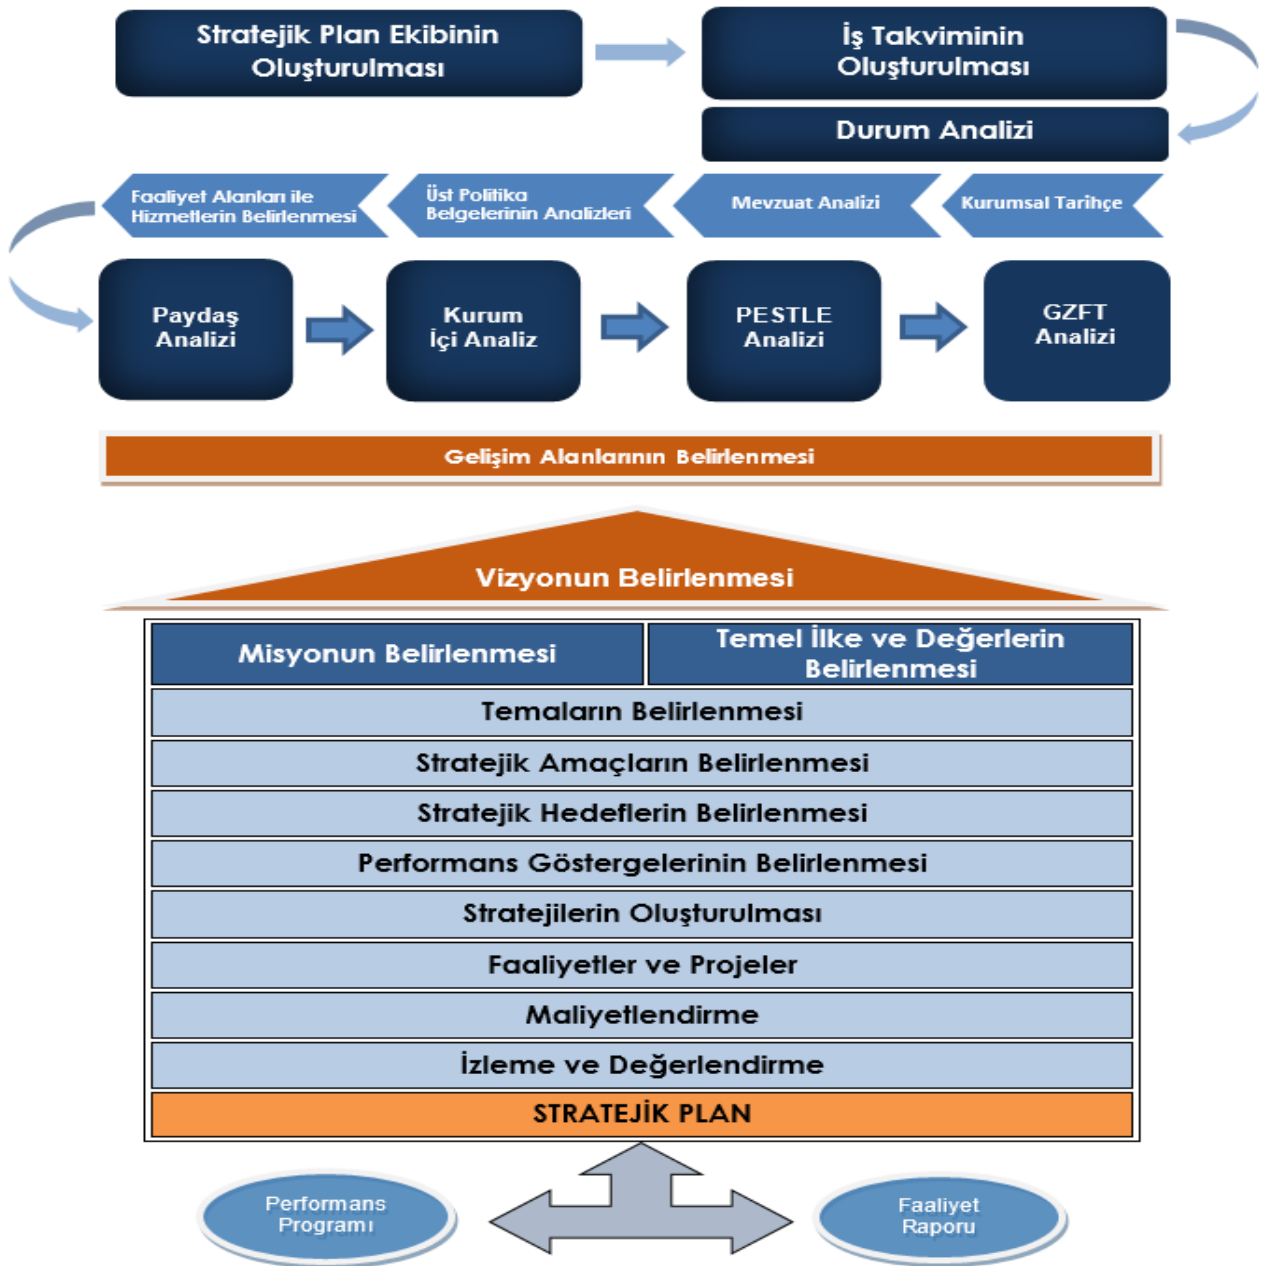 Stratejik Plan Ekibinin
Oluşturulması
İş Takviminin
Oluşturulması
Durum Analizi
Faaliyet Alanları ile
Hizmetlerin Belirlenmesi
Üst Politika
Belgelerinin Analizleri
Mevzuat Analizi
Kurumsal Tarihçe
Paydaş
Analizi
Kurum
İçi Analiz
PESTLE
Analizi
GZFT
Analizi
Gelişim Alanlarının Belirlenmesi
Vizyonun Belirlenmesi
Misyonun Belirlenmesi
Temel İlke ve Değerlerin
Belirlenmesi
Temaların Belirlenmesi
Stratejik Amaçların Belirlenmesi
Stratejik Hedeflerin Belirlenmesi
Performans Göstergelerinin Belirlenmesi
Stratejilerin Oluşturulması
Faaliyetler ve Projeler
Maliyetlendirme
İzleme ve Değerlendirme
STRATEJİK PLAN
Performans
Programı
Faaliyet
Raporu